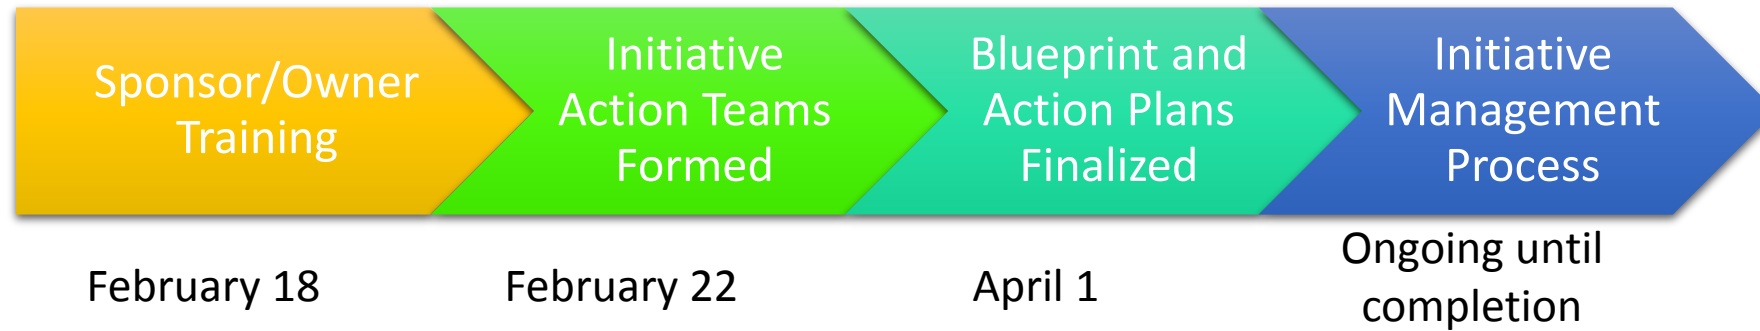 Sponsor/Owner
Training
Initiative
Action Teams
Formed
Blueprint and
Action Plans
Finalized
Initiative
Management
Process
February 18
February 22
April 1
Ongoing until
completion